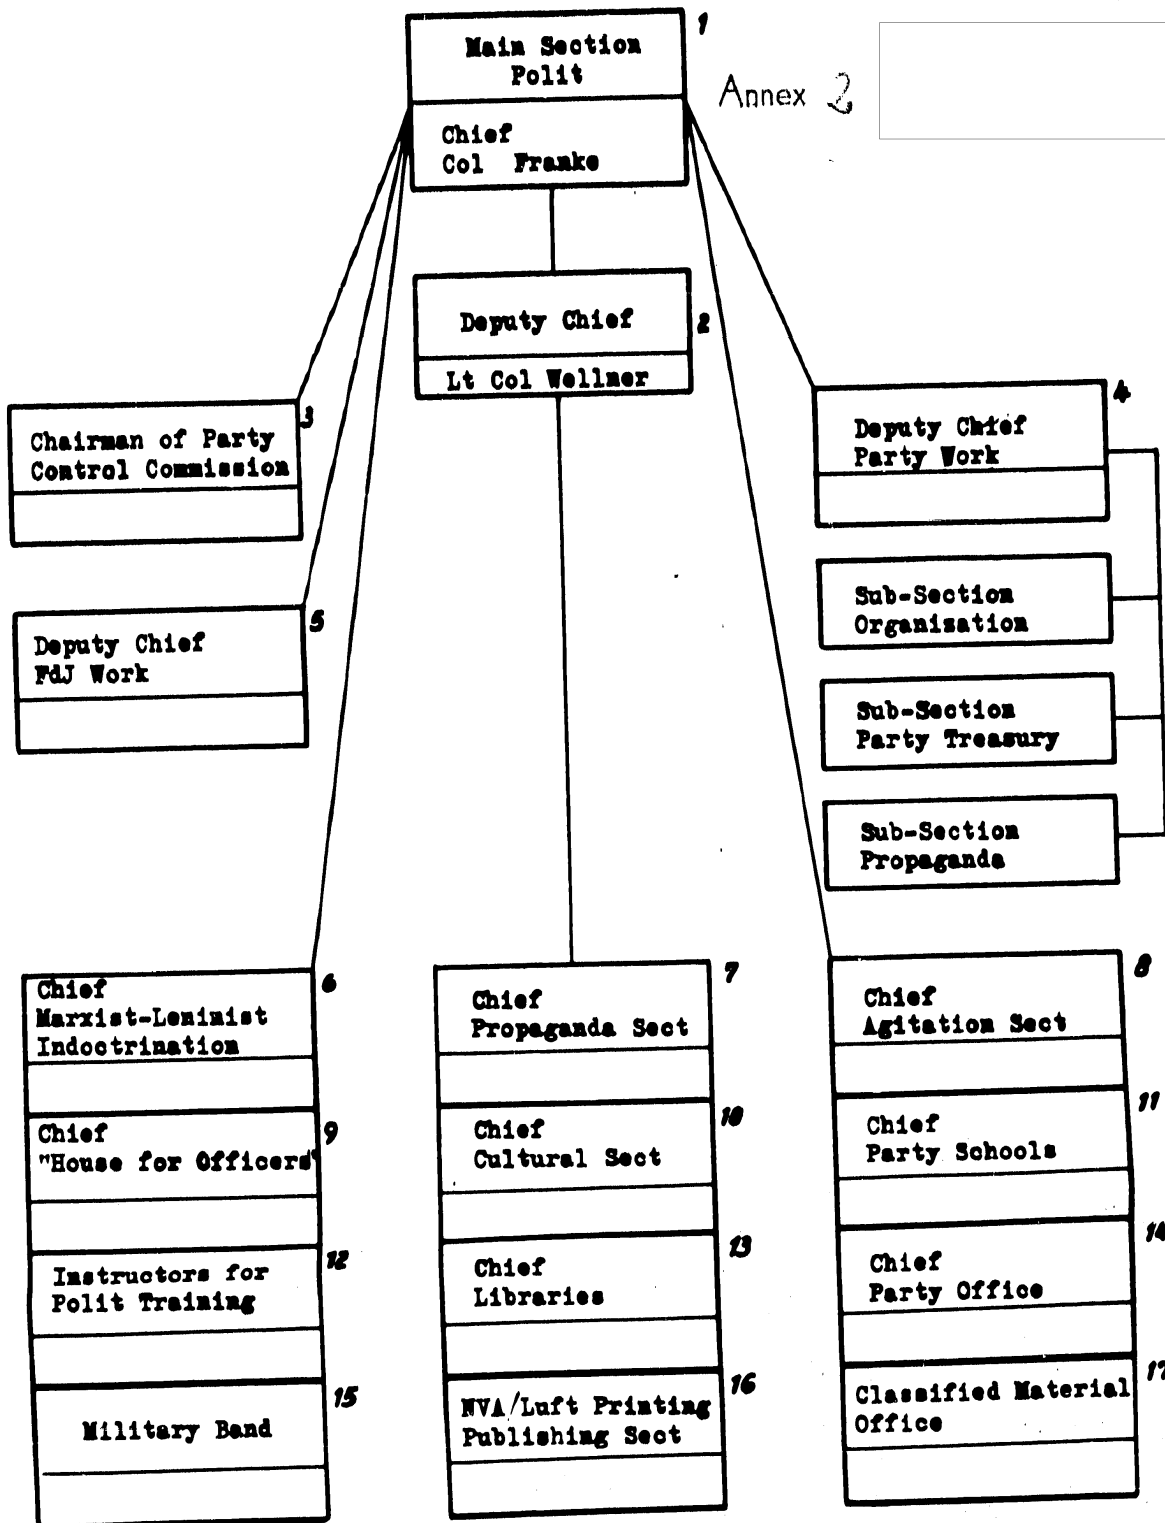 1
Main Section
Polit
Annex 2
Chief
Col Franke
Deputy Chief
2
Lt Col Wellner
3
Chairman of Party
Control Commission
4
Deputy Chief
Party Work
Sub-Section
Organization
Sub-Section
Party Treasury
Sub-Section
Propaganda
5
Deputy Chief
FdJ Work
6
Chief
Marxist-Leninist
Indoctrination
7
Chief
Propaganda Sect
8
Chief
Agitation Sect
9
Chief
"House for Officers"
10
Chief
Cultural Sect
11
Chief
Party Schools
12
Instructors for
Polit Training
13
Chief
Libraries
14
Chief
Party Office
15
Military Band
16
NVA/Luft Printing
Publishing Sect
17
Classified Material
Office